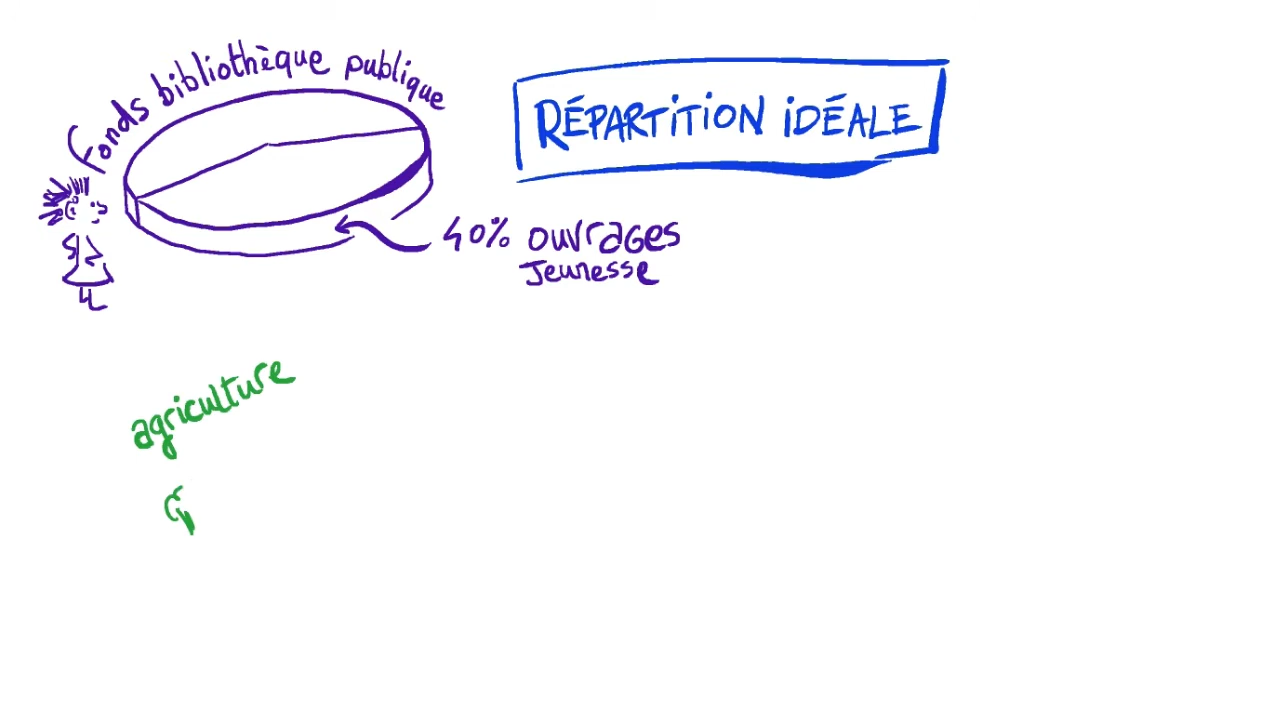 Fonds bibliothèque publique
RÉPARTITION IDÉALE
40% OUVRAGES
Jeunesse
agriculture